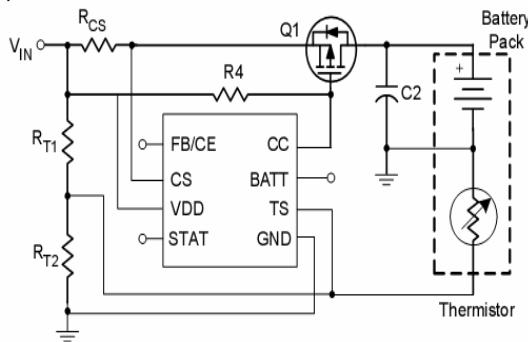 R_CS
Q1
Battery
Pack
V_IN
+
R4
C2
R_T1
FB/CE
CC
CS
BATT
VDD
TS
STAT
GND
R_T2
Thermistor